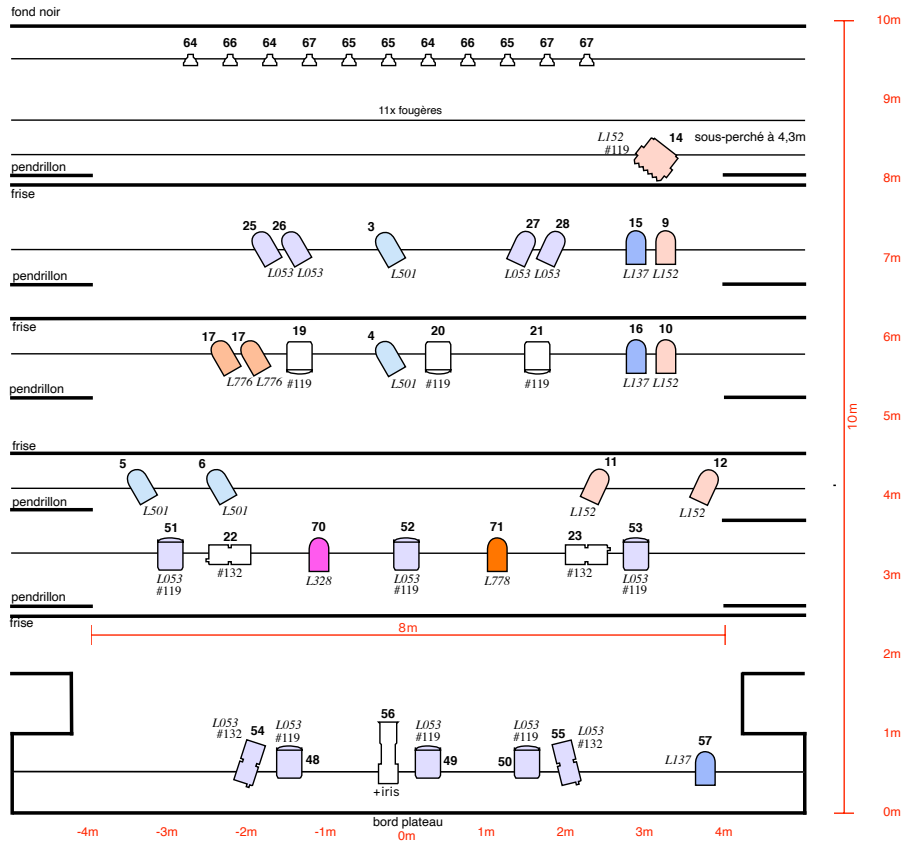 fond noir
10m
64 66 64 67 65 65 64 66 65 67 67
9m
11x fougères
L152 14 sous-perché à 4,3m
#119
pendrillon
8m
frise
25 26 3 27 28 15 9
L053 L053 L501 L053 L053 L137 L152
7m
pendrillon
frise
17 17 19 4 20 21 16 10
6m
L776 L776 #119 L501 #119 #119 L137 L152
pendrillon
5m
10m
frise
5 6 11 12
4m
pendrillon
L501 L501 L152 L152
51 22 70 52 71 23 53
L053 #132 L328 L053 L778 #132 L053
#119 #119 #119
3m
pendrillon
frise
8m
2m
L053 54 L053 56 L053 L053 55 L053 57
#132 #119 #119 #119 #132
1m
48 49 50 L137
+iris
bord plateau
0m
-4m -3m -2m -1m 0m 1m 2m 3m 4m